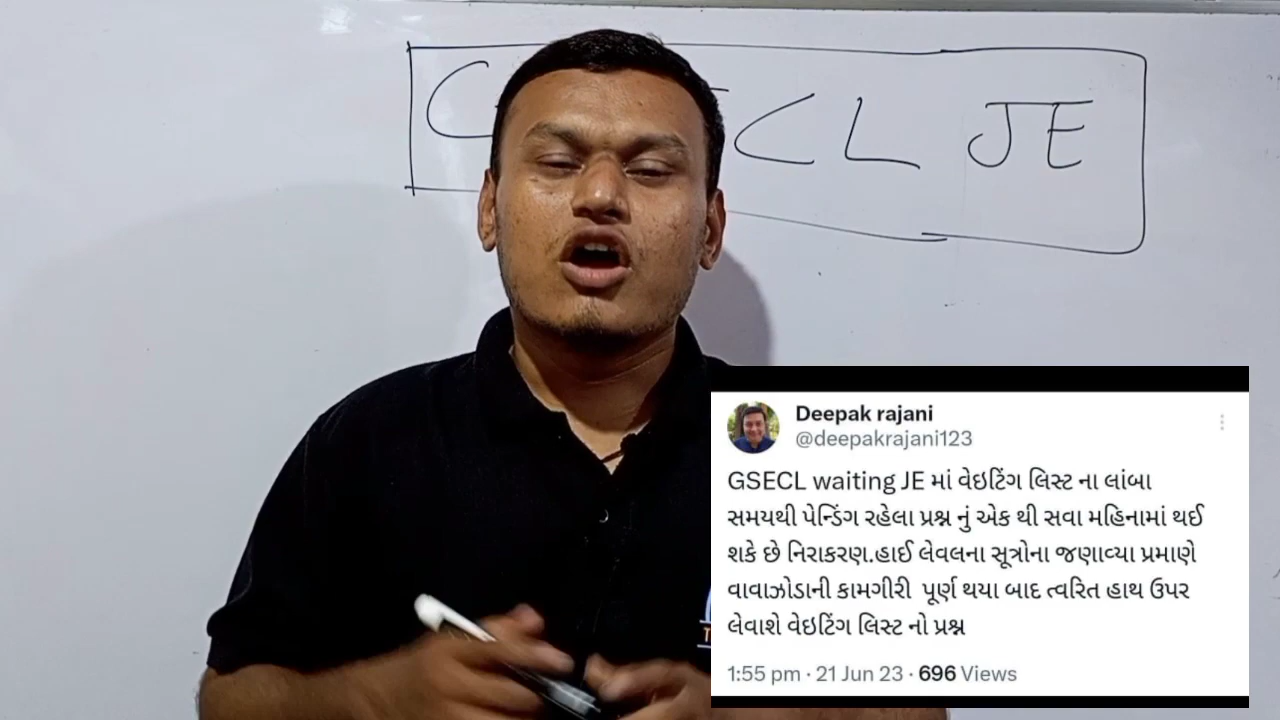 CL JE
Deepak rajani
@deepakrajani123
GSECL waiting JE માં વેઇટિંગ લિસ્ટ ના લાંબા
સમયથી પેન્ડિંગ રહેલા પ્રશ્ન નું એક થી સવા મહિનામાં થઈ
શકે છે નિરાકરણ.હાઈ લેવલના સૂત્રોના જણાવ્યા પ્રમાણે
વાવાઝોડાની કામગીરી પૂર્ણ થયા બાદ ત્વરિત હાથ ઉપર
લેવાશે વેઇટિંગ લિસ્ટ નો પ્રશ્ન
1:55 pm · 21 Jun 23 · 696 Views